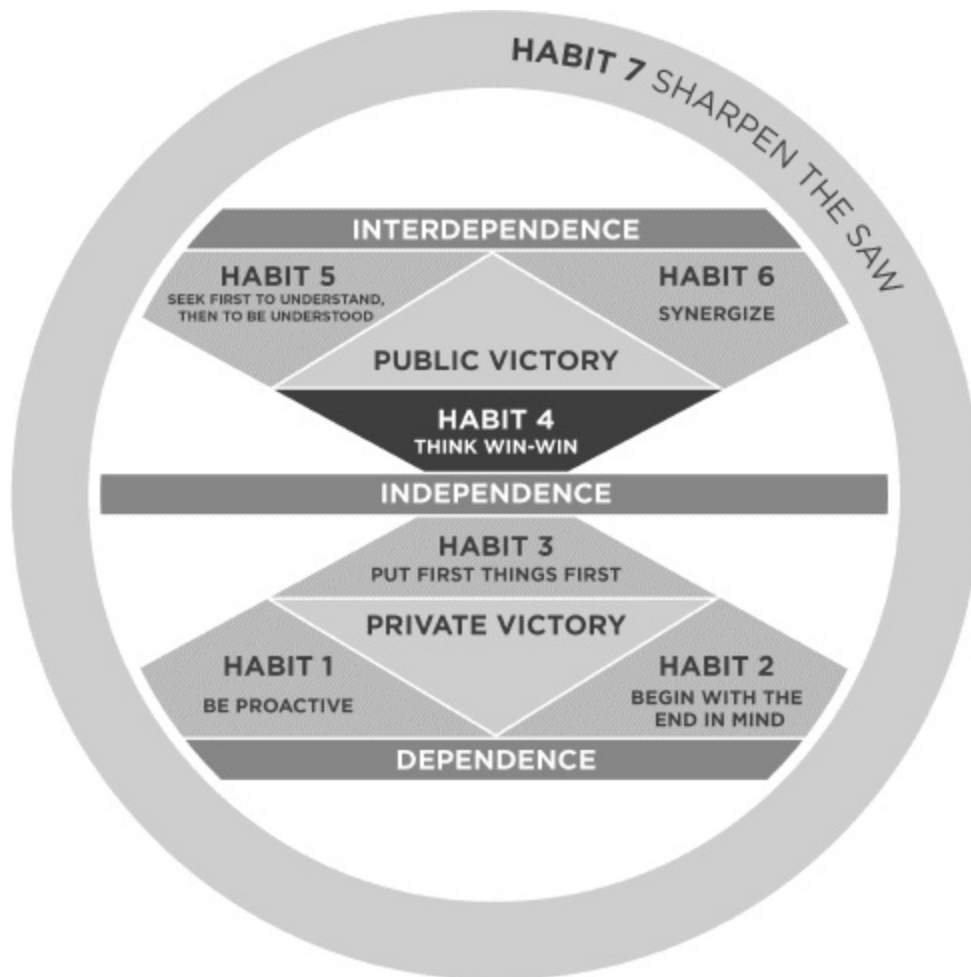 HABIT 7 SHARPEN THE SAW
INTERDEPENDENCE
HABIT 5
SEEK FIRST TO UNDERSTAND,
THEN TO BE UNDERSTOOD
HABIT 6
SYNERGIZE
PUBLIC VICTORY
HABIT 4
THINK WIN-WIN
INDEPENDENCE
HABIT 3
PUT FIRST THINGS FIRST
PRIVATE VICTORY
HABIT 1
BE PROACTIVE
HABIT 2
BEGIN WITH THE
END IN MIND
DEPENDENCE